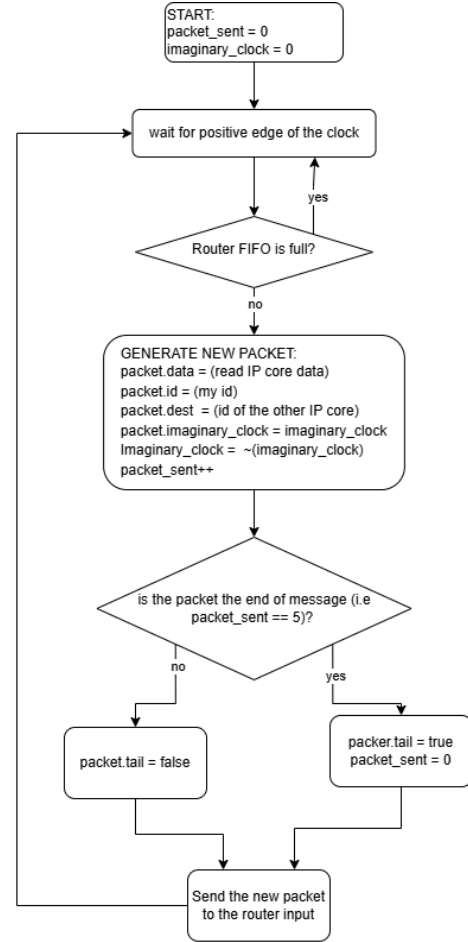 START:
packet_sent = 0
imaginary_clock = 0
wait for positive edge of the clock
yes
Router FIFO is full?
no
GENERATE NEW PACKET:
packet.data = (read IP core data)
packet.id = (my id)
packet.dest = (id of the other IP core)
packet.imaginary_clock = imaginary_clock
Imaginary_clock = ~(imaginary_clock)
packet_sent++
is the packet the end of message (i.e
packet_sent == 5)?
no
yes
packet.tail = false
packer.tail = true
packet_sent = 0
Send the new packet
to the router input